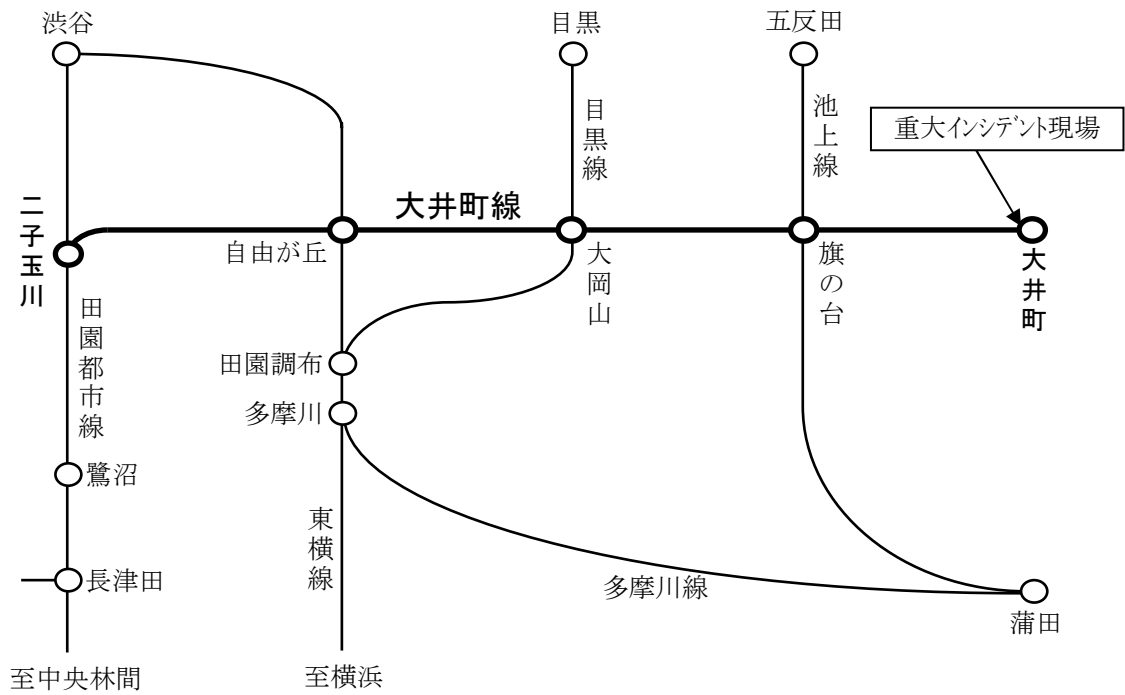 渋谷
目黒
五反田
目黒線
池上線
重大インシデント現場
二子玉川
大井町線
自由が丘
大岡山
旗の台
大井町
田園都市線
田園調布
多摩川
鷺沼
東横線
長津田
多摩川線
蒲田
至中央林間
至横浜